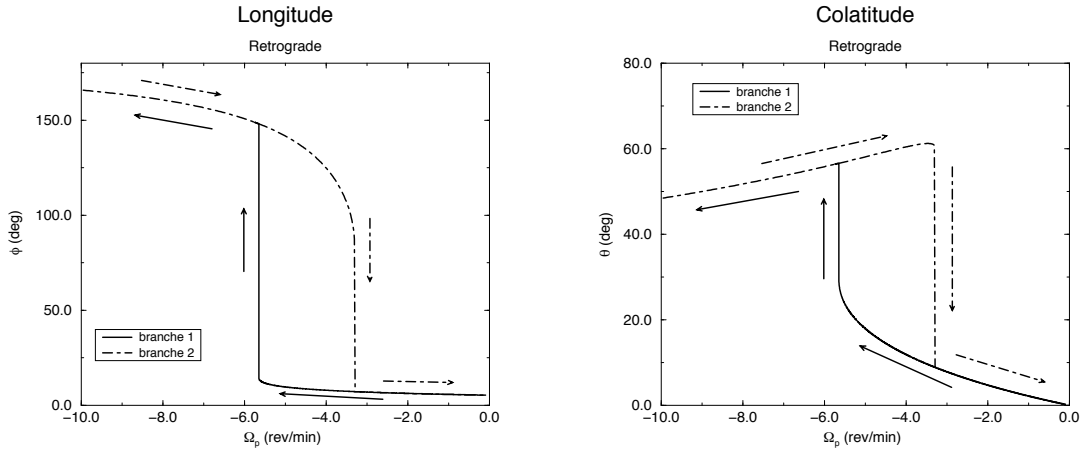 Longitude
Retrograde
−10.0 −8.0 −6.0 −4.0 −2.0 0.0
Ωp (rev/min)
0.0
50.0
100.0
150.0
φ (deg)
branche 1
branche 2
Colatitude
Retrograde
−10.0 −8.0 −6.0 −4.0 −2.0 0.0
Ωp (rev/min)
0.0
20.0
40.0
60.0
80.0
θ (deg)
branche 1
branche 2